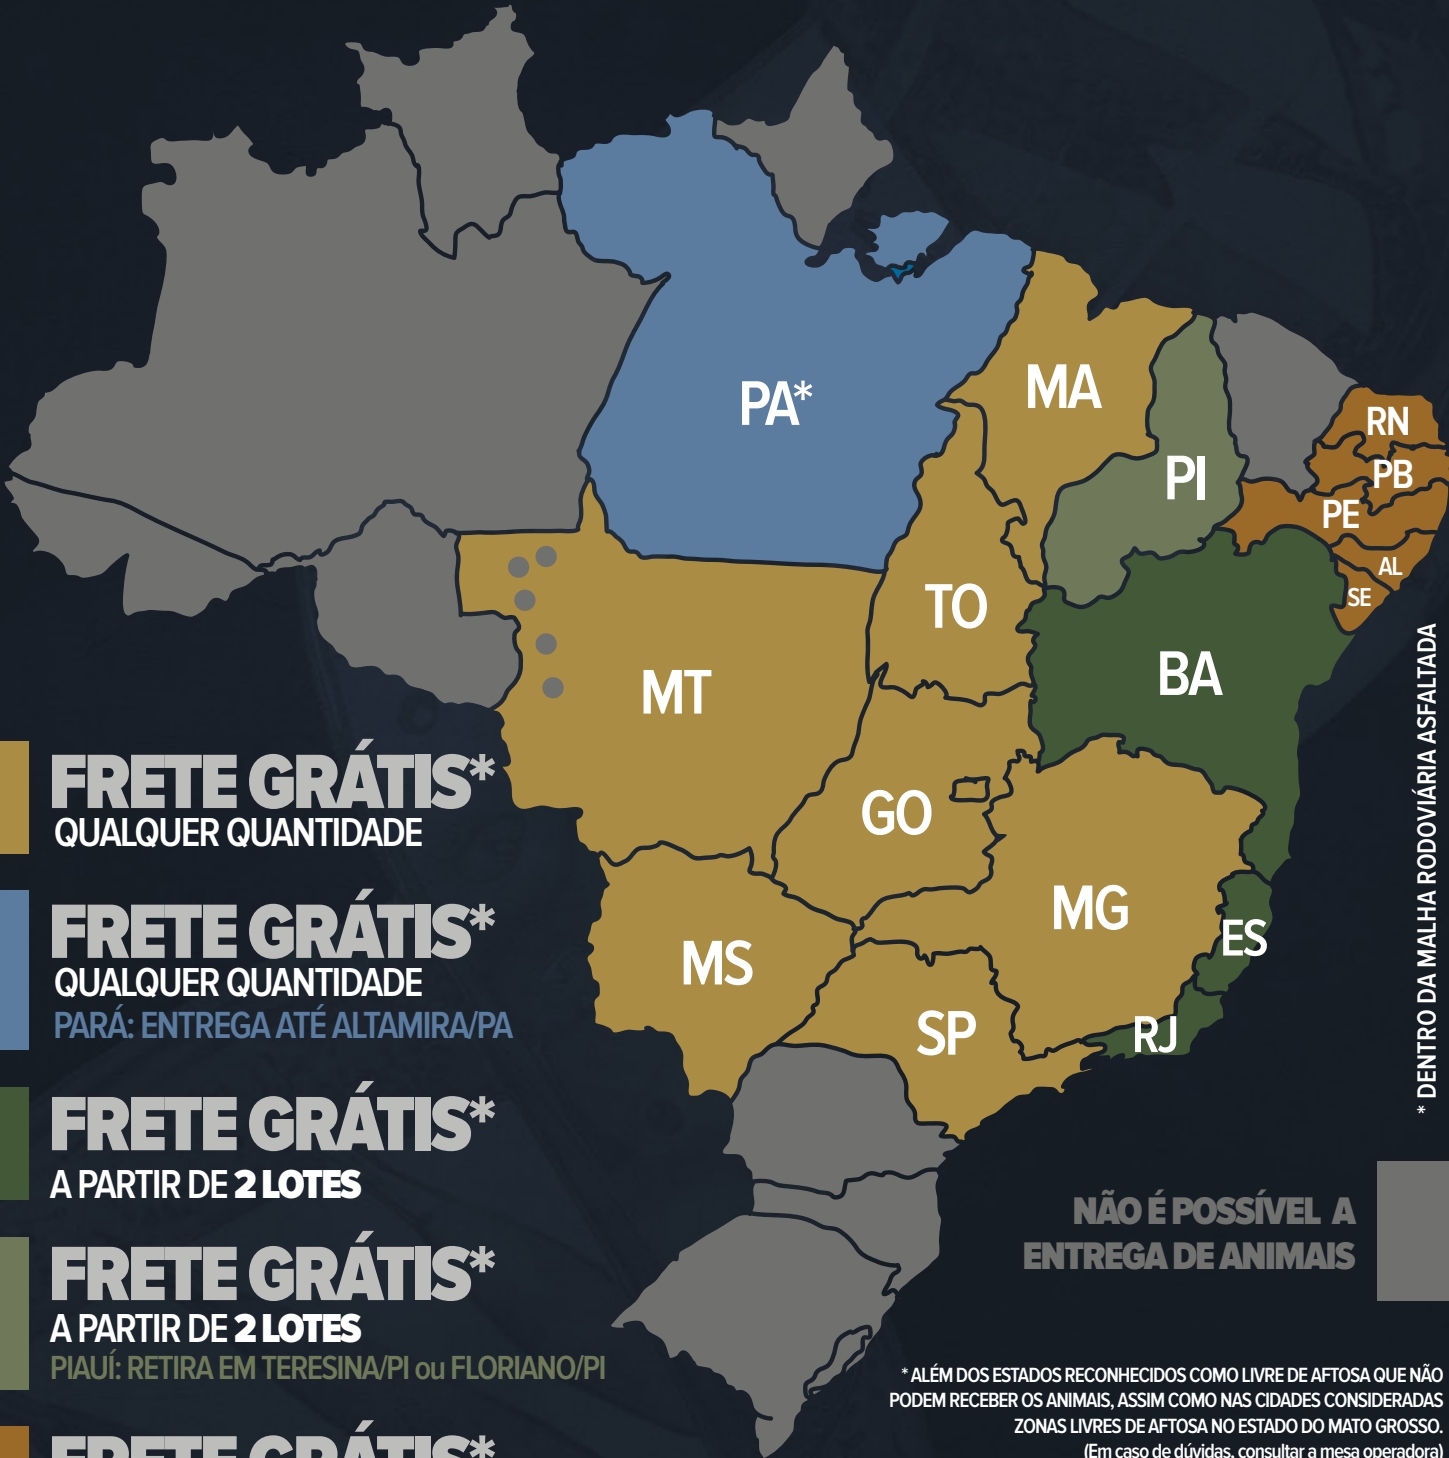 PA*
MA
RN
PI
PB
PE
AL
SE
TO
BA
MT
GO
MG
ES
MS
SP
RJ
FRETE GRÁTIS*
QUALQUER QUANTIDADE
FRETE GRÁTIS*
QUALQUER QUANTIDADE
PARÁ: ENTREGA ATÉ ALTAMIRA/PA
FRETE GRÁTIS*
A PARTIR DE 2 LOTES
FRETE GRÁTIS*
A PARTIR DE 2 LOTES
PIAUÍ: RETIRA EM TERESINA/PI ou FLORIANO/PI
FRETE GRÁTIS*
* DENTRO DA MALHA RODOVIÁRIA ASFALTADA
NÃO É POSSÍVEL A
ENTREGA DE ANIMAIS
* ALÉM DOS ESTADOS RECONHECIDOS COMO LIVRE DE AFTOSA QUE NÃO
PODEM RECEBER OS ANIMAIS, ASSIM COMO NAS CIDADES CONSIDERADAS
ZONAS LIVRES DE AFTOSA NO ESTADO DO MATO GROSSO.
(Em caso de dúvidas, consultar a mesa operadora)